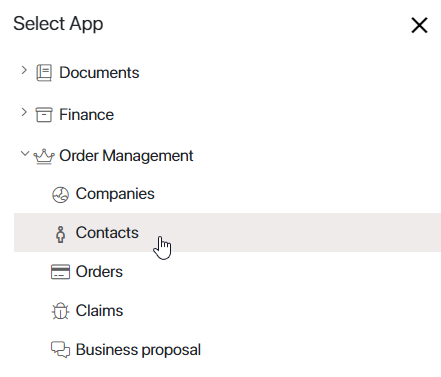 Select App
Documents
Finance
Order Management
Companies
Contacts
Orders
Claims
Business proposal